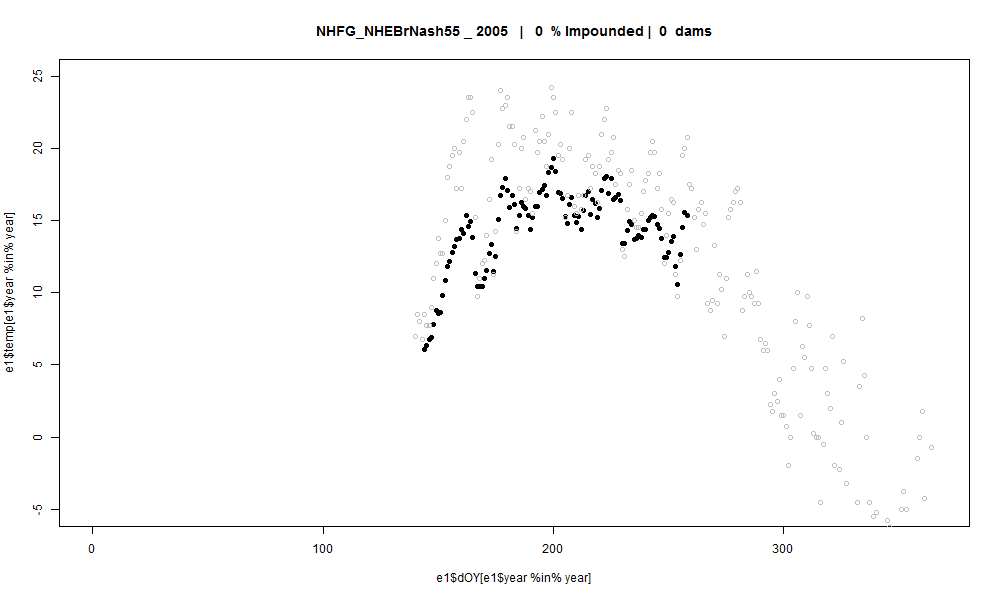 NHFG_NHEBrNash55 _ 2005 | 0 % Impounded | 0 dams
25
20
15
10
5
0
-5
e1$temp[e1$year %in% year]
0 100 200 300
e1$dOY[e1$year %in% year]